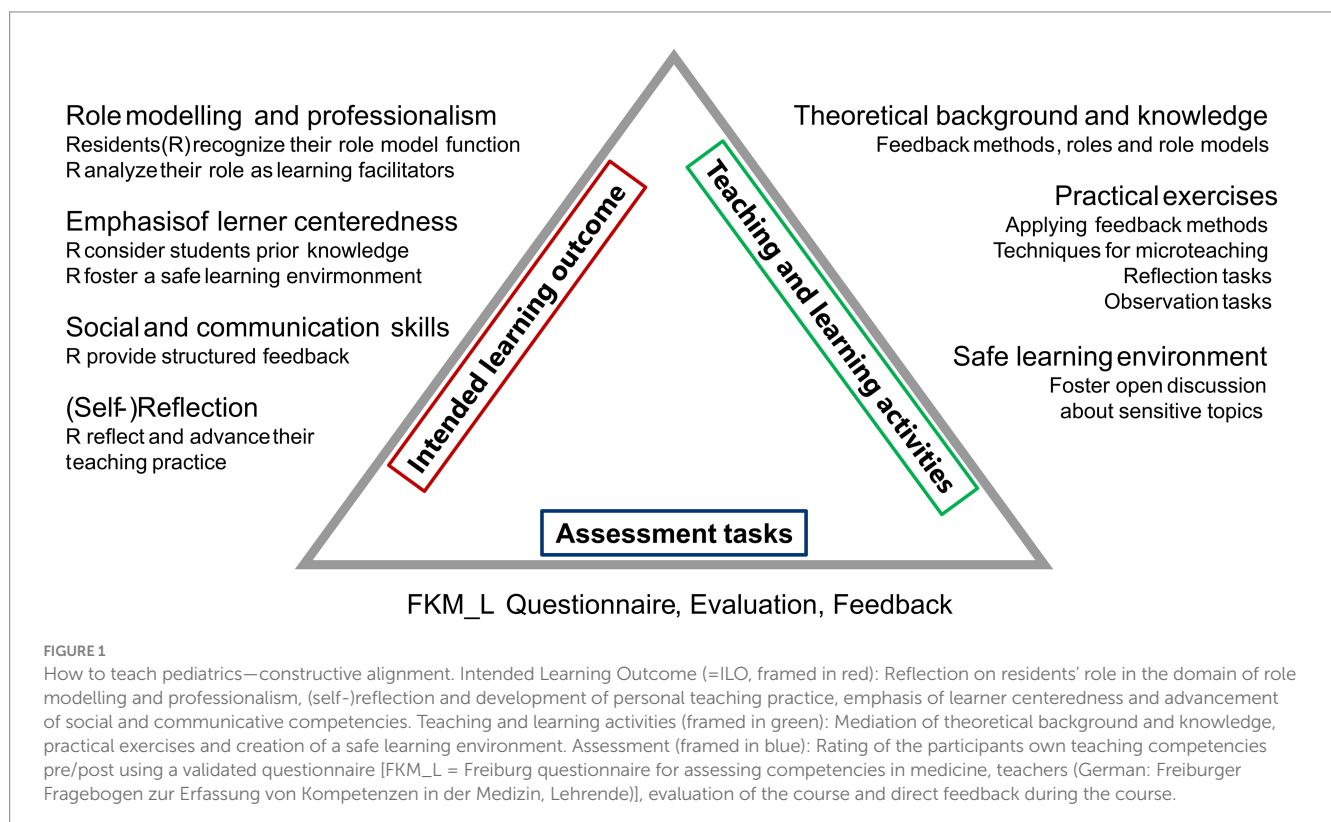 Role modelling and professionalism
Residents(R) recognize their role model function
R analyze their role as learning facilitators
Emphasisof lerner centeredness
R consider students prior knowledge
R foster a safe learning envirmonment
Social and communication skills
R provide structured feedback
(Self-)Reflection
R reflect and advance their
teaching practice
Intended learning outcome
Teaching and learning activities
Theoretical background and knowledge
Feedback methods, roles and role models
Practical exercises
Applying feedback methods
Techniques for microteaching
Reflection tasks
Observation tasks
Safe learning environment
Foster open discussion
about sensitive topics
Assessment tasks
FKM_L Questionnaire, Evaluation, Feedback
FIGURE 1
How to teach pediatrics—constructive alignment. Intended Learning Outcome (=ILO, framed in red): Reflection on residents' role in the domain of role
modelling and professionalism, (self-)reflection and development of personal teaching practice, emphasis of learner centeredness and advancement
of social and communicative competencies. Teaching and learning activities (framed in green): Mediation of theoretical background and knowledge,
practical exercises and creation of a safe learning environment. Assessment (framed in blue): Rating of the participants own teaching competencies
pre/post using a validated questionnaire [FKM_L = Freiburg questionnaire for assessing competencies in medicine, teachers (German: Freiburger
Fragebogen zur Erfassung von Kompetenzen in der Medizin, Lehrende)], evaluation of the course and direct feedback during the course.